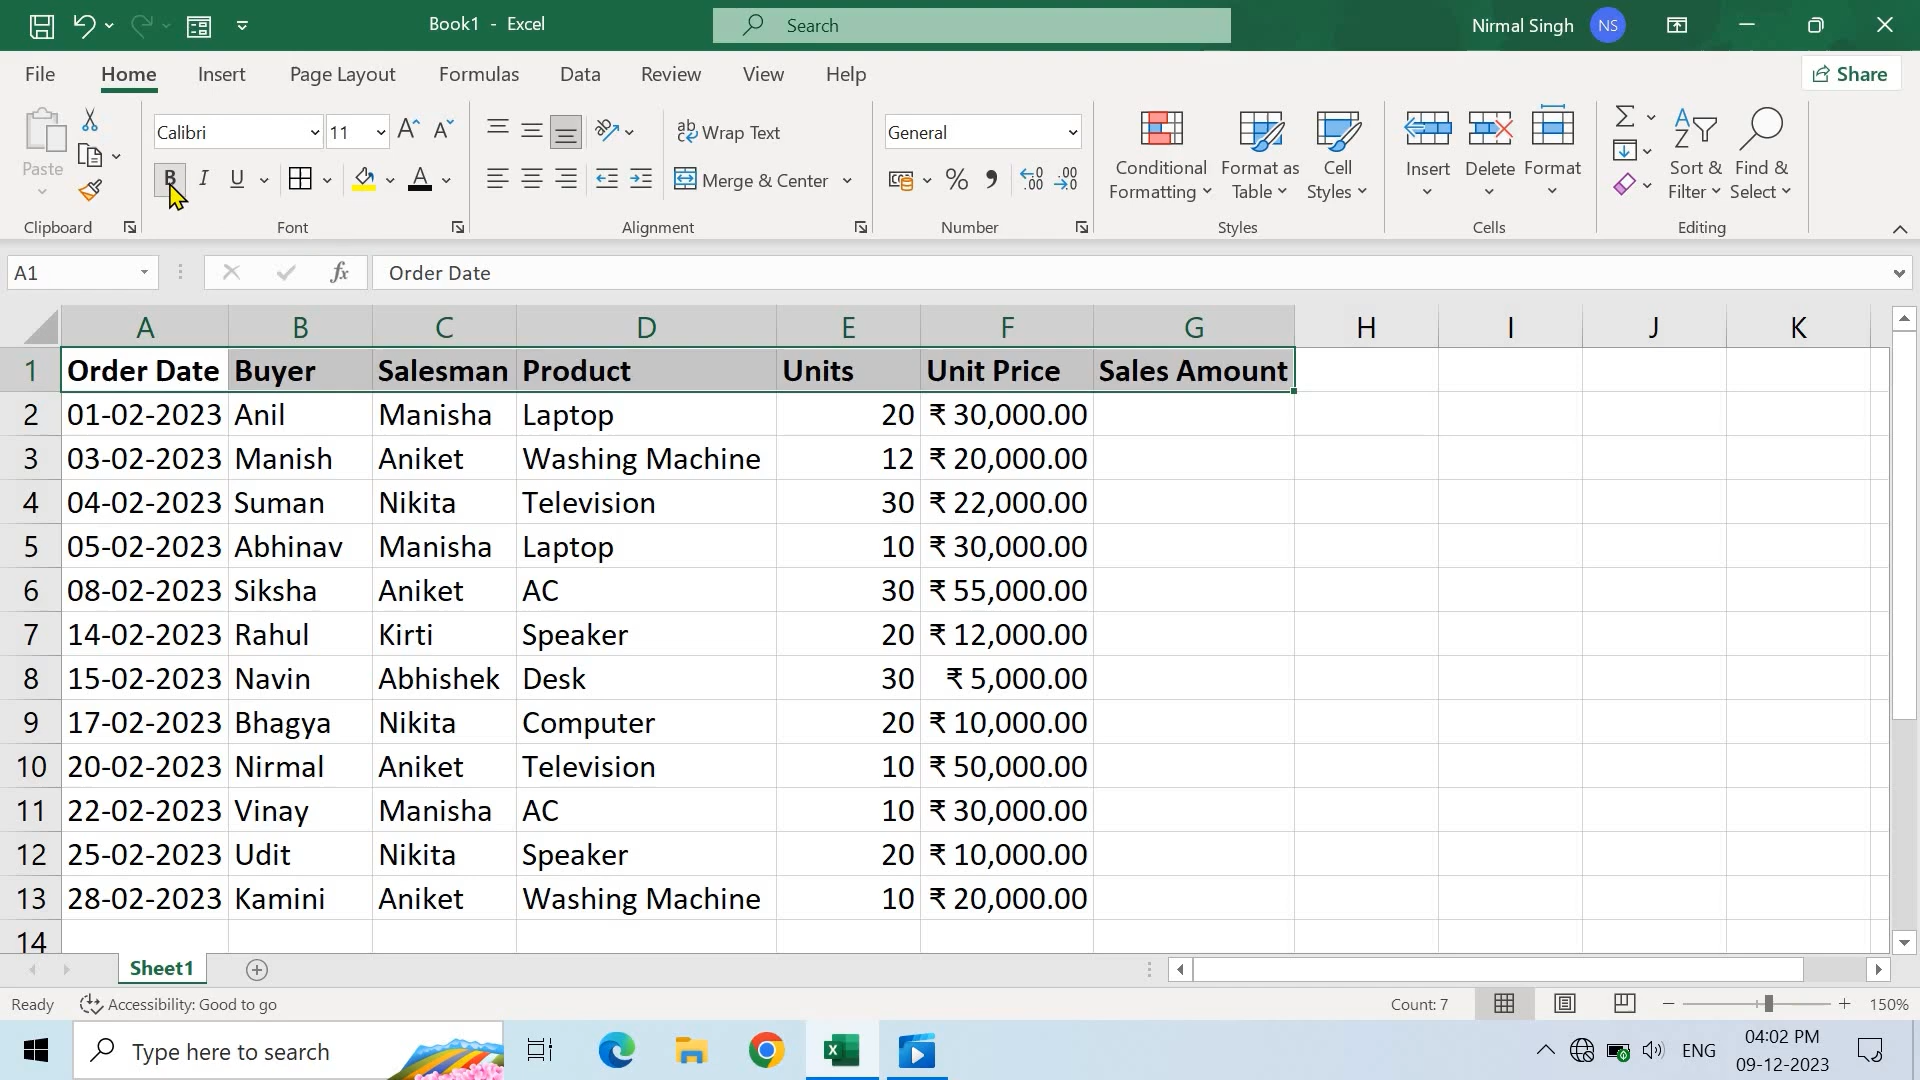 Book1 - Excel
Search
Nirmal Singh
NS
File Home Insert Page Layout Formulas Data Review View Help
Share
Paste
Clipboard
Calibri 11
B I U A
Font
ab Wrap Text
Merge & Center
Alignment
General
% 9
Number
Conditional Formatting
Format as Table
Cell Styles
Styles
Insert Delete Format
Cells
Sort & Filter
Find & Select
Editing
A1 fx Order Date
A B C D E F G H I J K
1 Order Date Buyer Salesman Product Units Unit Price Sales Amount
2 01-02-2023 Anil Manisha Laptop 20 ₹ 30,000.00
3 03-02-2023 Manish Aniket Washing Machine 12 ₹ 20,000.00
4 04-02-2023 Suman Nikita Television 30 ₹ 22,000.00
5 05-02-2023 Abhinav Manisha Laptop 10 ₹ 30,000.00
6 08-02-2023 Siksha Aniket AC 30 ₹ 55,000.00
7 14-02-2023 Rahul Kirti Speaker 20 ₹ 12,000.00
8 15-02-2023 Navin Abhishek Desk 30 ₹ 5,000.00
9 17-02-2023 Bhagya Nikita Computer 20 ₹ 10,000.00
10 20-02-2023 Nirmal Aniket Television 10 ₹ 50,000.00
11 22-02-2023 Vinay Manisha AC 10 ₹ 30,000.00
12 25-02-2023 Udit Nikita Speaker 20 ₹ 10,000.00
13 28-02-2023 Kamini Aniket Washing Machine 10 ₹ 20,000.00
14
Sheet1
Ready Accessibility: Good to go Count: 7 150%
Type here to search
ENG
04:02 PM
09-12-2023